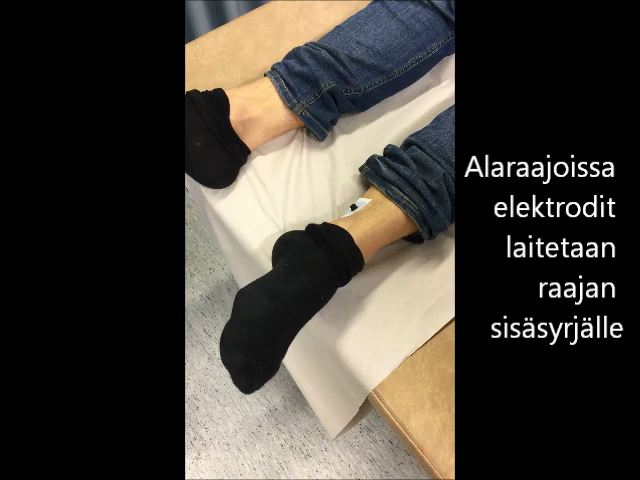 Alaraajoissa
elektrodit
laitetaan
raajan
sisäsyrjälle